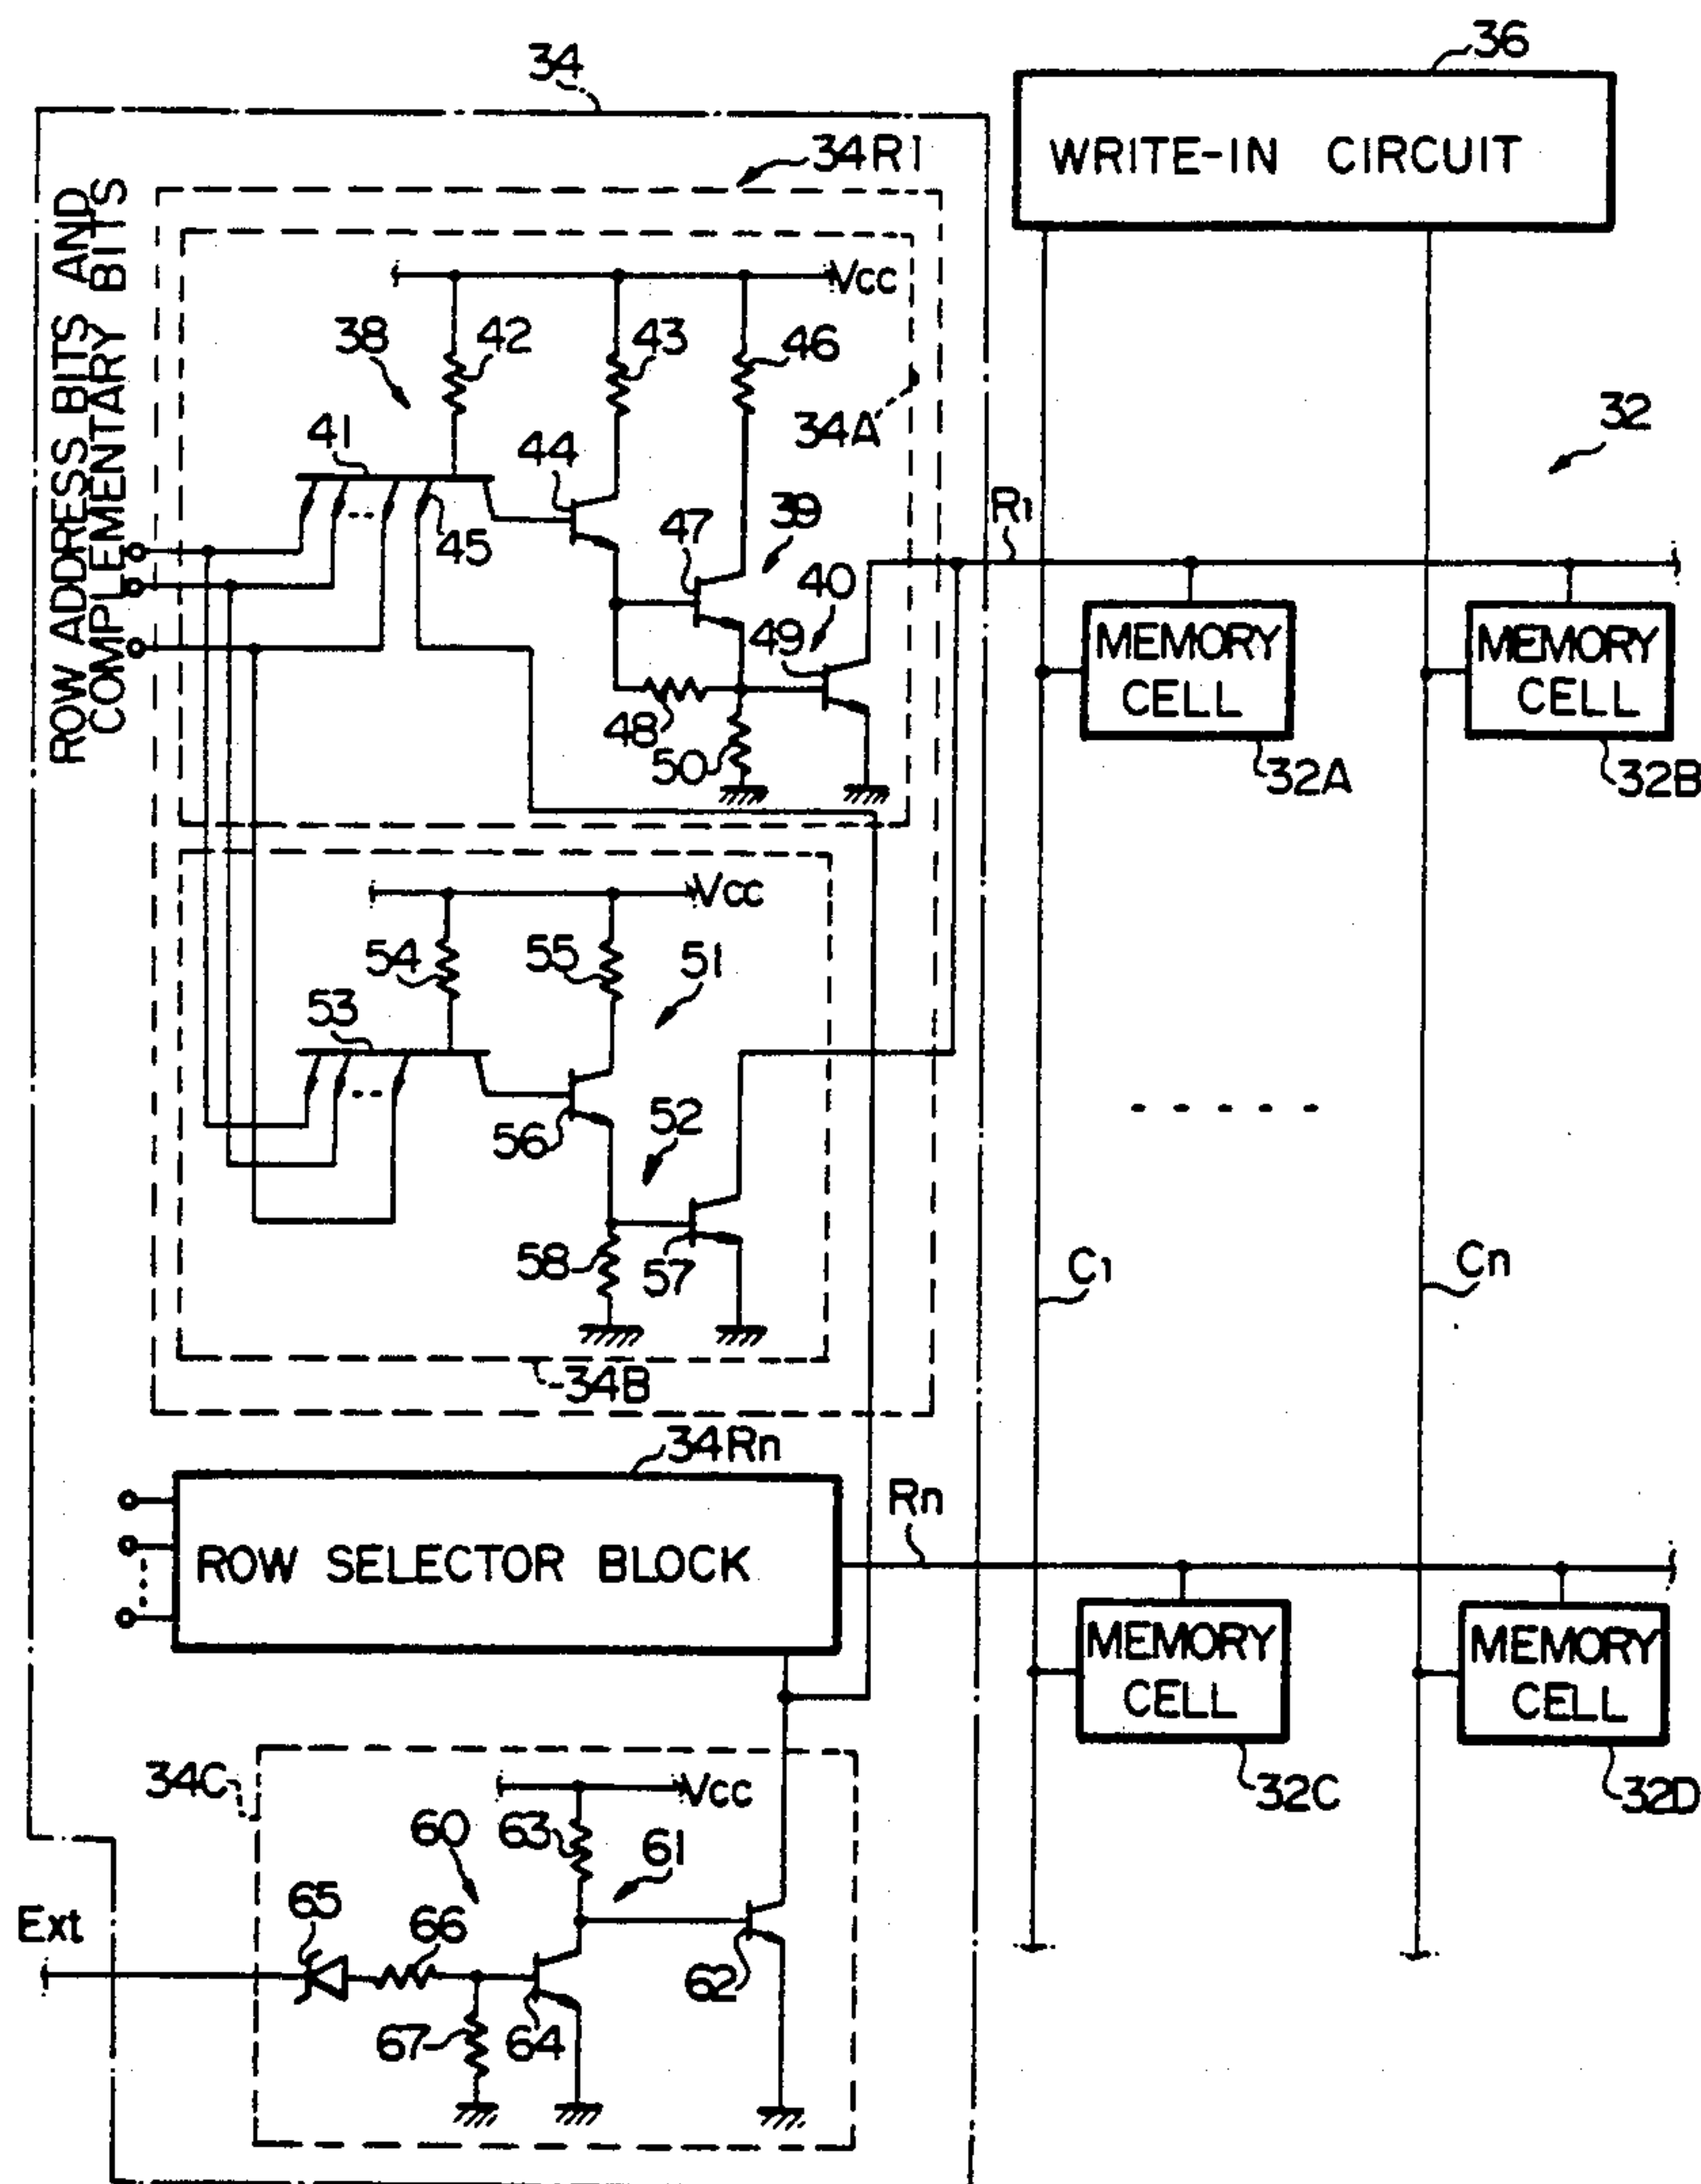 36
34
WRITE-IN CIRCUIT
34R1
ROW ADDRESS BITS AND
COMPLEMENTARY BITS
Vcc
38
42
43
46
34A
32
41
44
45
47
39
R1
40
49
MEMORY
CELL
MEMORY
CELL
48
50
32A
32B
Vcc
54
55
51
53
56
52
58
57
C1
Cn
34B
34Rn
Rn
ROW SELECTOR BLOCK
MEMORY
CELL
MEMORY
CELL
34C
Vcc
32C
32D
60
63
61
65
66
Ext
62
67
64